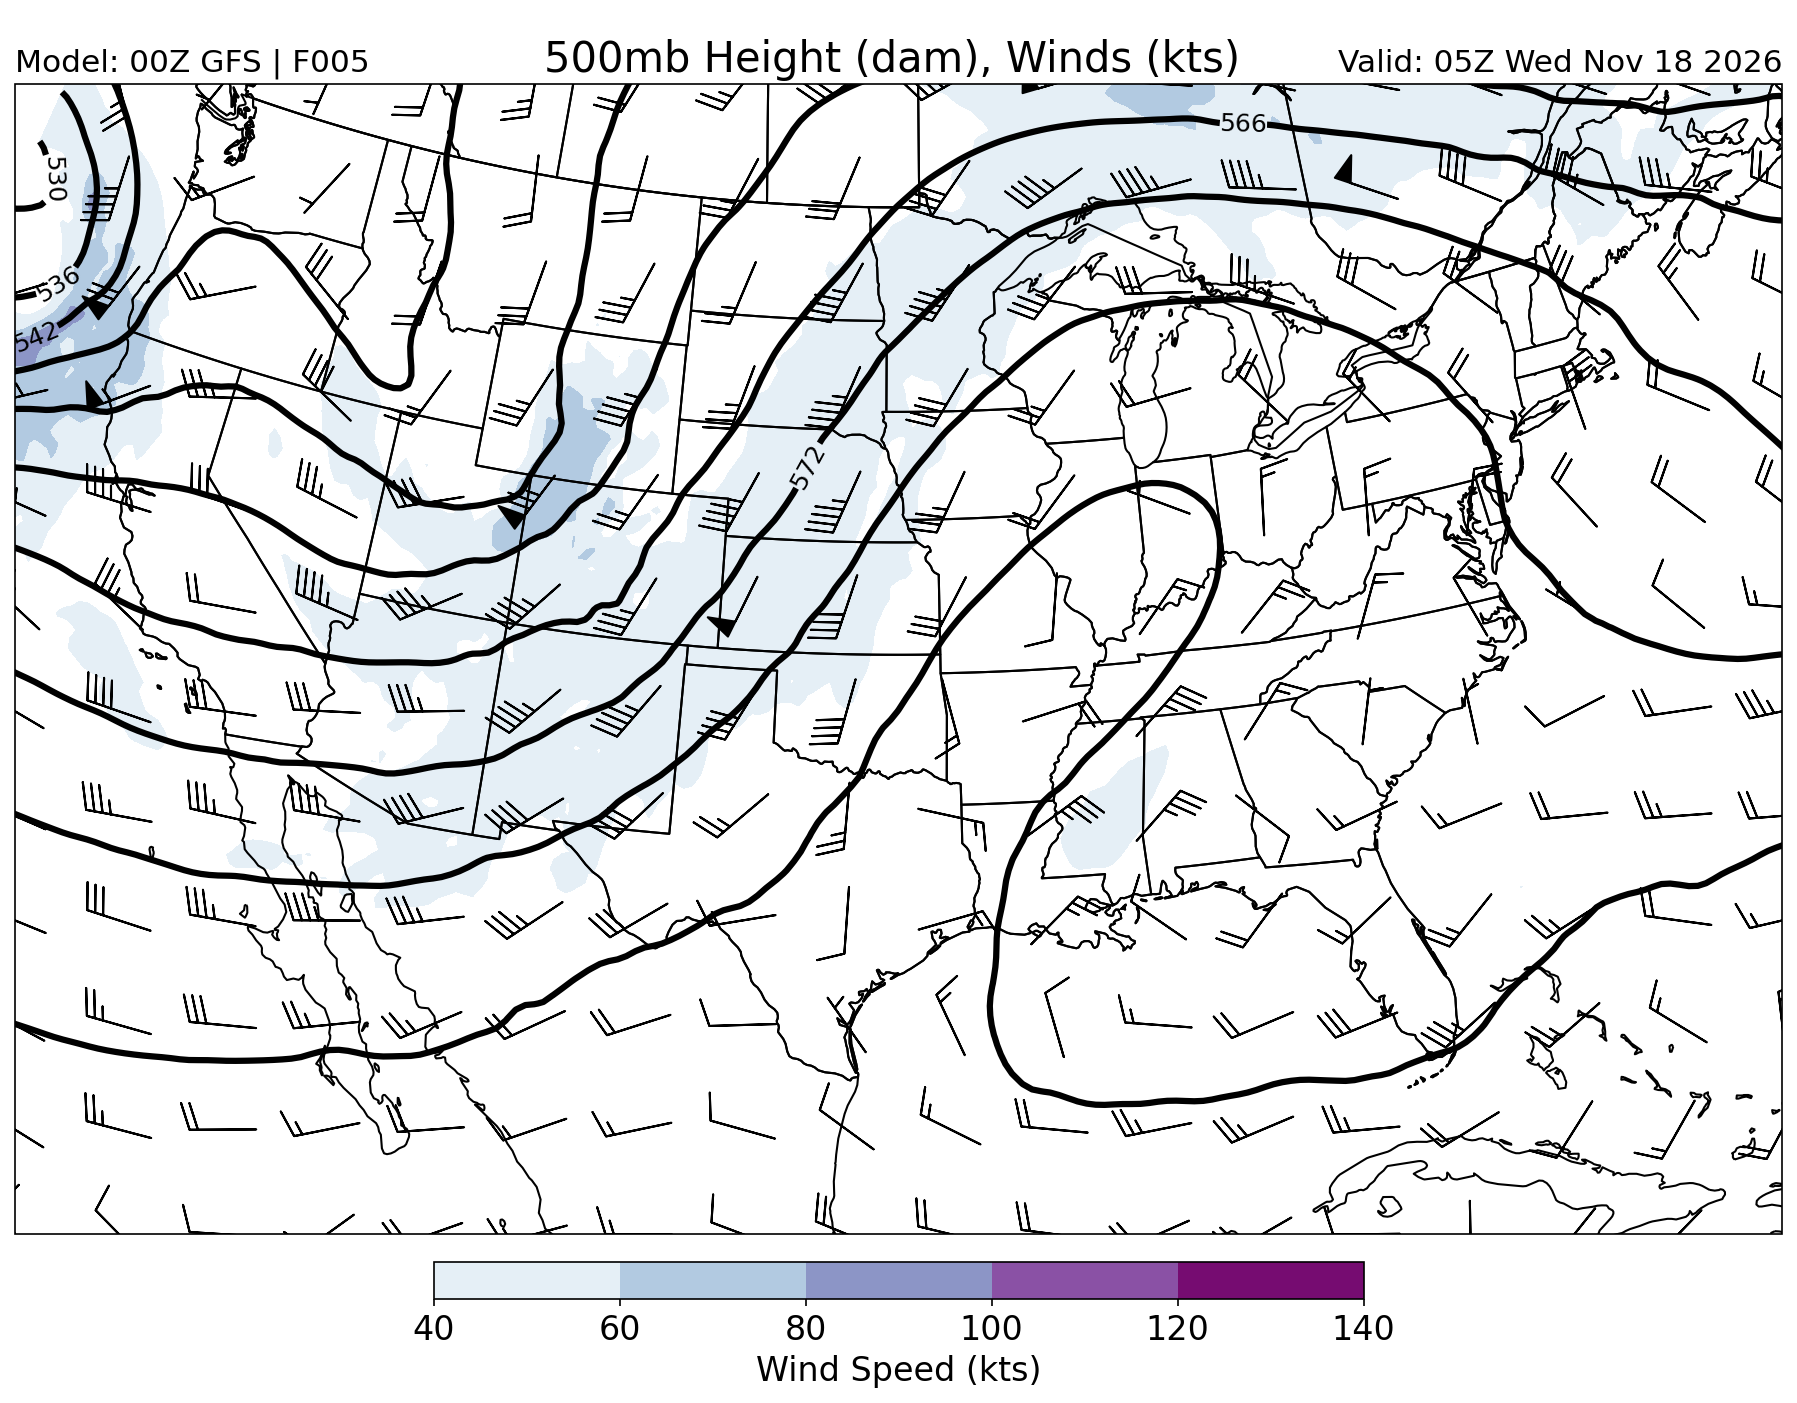 Model: 00Z GFS | F005
500mb Height (dam), Winds (kts)
Valid: 05Z Wed Nov 18 2026
566
530
536
542
572
40 60 80 100 120 140
Wind Speed (kts)